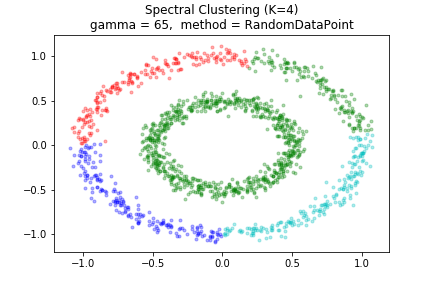 Spectral Clustering (K=4)
gamma = 65,  method = RandomDataPoint
1.0
0.5
0.0
−0.5
−1.0
−1.0 −0.5 0.0 0.5 1.0